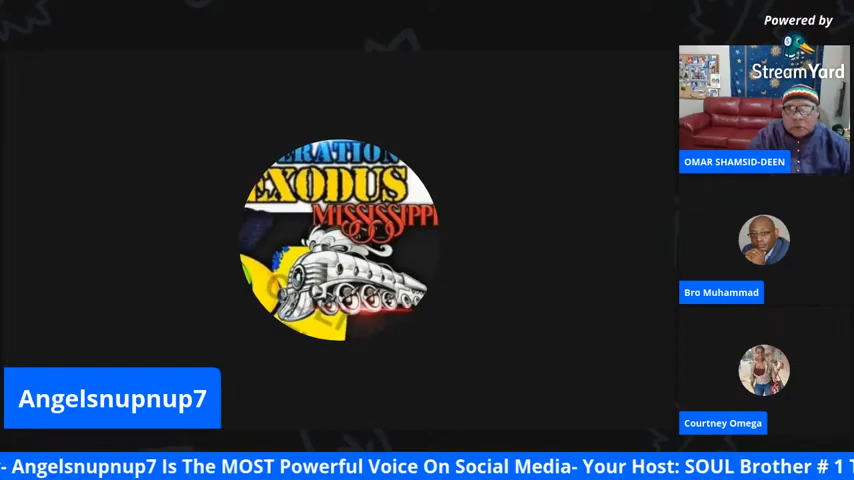 Powered by
StreamYard
OMAR SHAMSID-DEEN
ERATION
EXODUS
MISSISSIPPI
Bro Muhammad
Angelsnupnup7
Courtney Omega
- Angelsnupnup7 Is The MOST Powerful Voice On Social Media- Your Host: SOUL Brother # 1 T